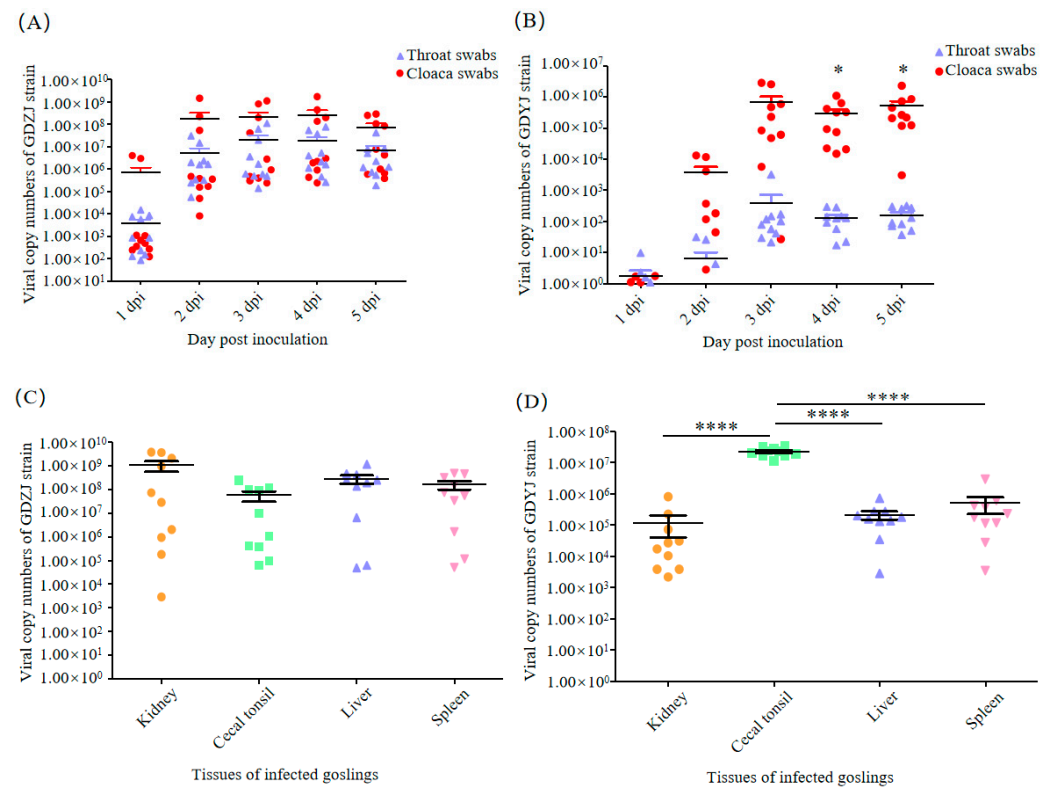 (A)
Throat swabs
Cloaca swabs
Viral copy numbers of GDZJ strain
1.00×10^10
1.00×10^9
1.00×10^8
1.00×10^7
1.00×10^6
1.00×10^5
1.00×10^4
1.00×10^3
1.00×10^2
1.00×10^1
1 dpi
2 dpi
3 dpi
4 dpi
5 dpi
Day post inoculation
(B)
Throat swabs
Cloaca swabs
Viral copy numbers of GDYJ strain
1.00×10^7
1.00×10^6
1.00×10^5
1.00×10^4
1.00×10^3
1.00×10^2
1.00×10^1
1.00×10^0
*
*
1 dpi
2 dpi
3 dpi
4 dpi
5 dpi
Day post inoculation
(C)
Viral copy numbers of GDZJ strain
1.00×10^10
1.00×10^9
1.00×10^8
1.00×10^7
1.00×10^6
1.00×10^5
1.00×10^4
1.00×10^3
1.00×10^2
1.00×10^1
1.00×10^0
Kidney
Cecal tonsil
Liver
Spleen
Tissues of infected goslings
(D)
****
****
****
Viral copy numbers of GDYJ strain
1.00×10^8
1.00×10^7
1.00×10^6
1.00×10^5
1.00×10^4
1.00×10^3
1.00×10^2
1.00×10^1
1.00×10^0
Kidney
Cecal tonsil
Liver
Spleen
Tissues of infected goslings